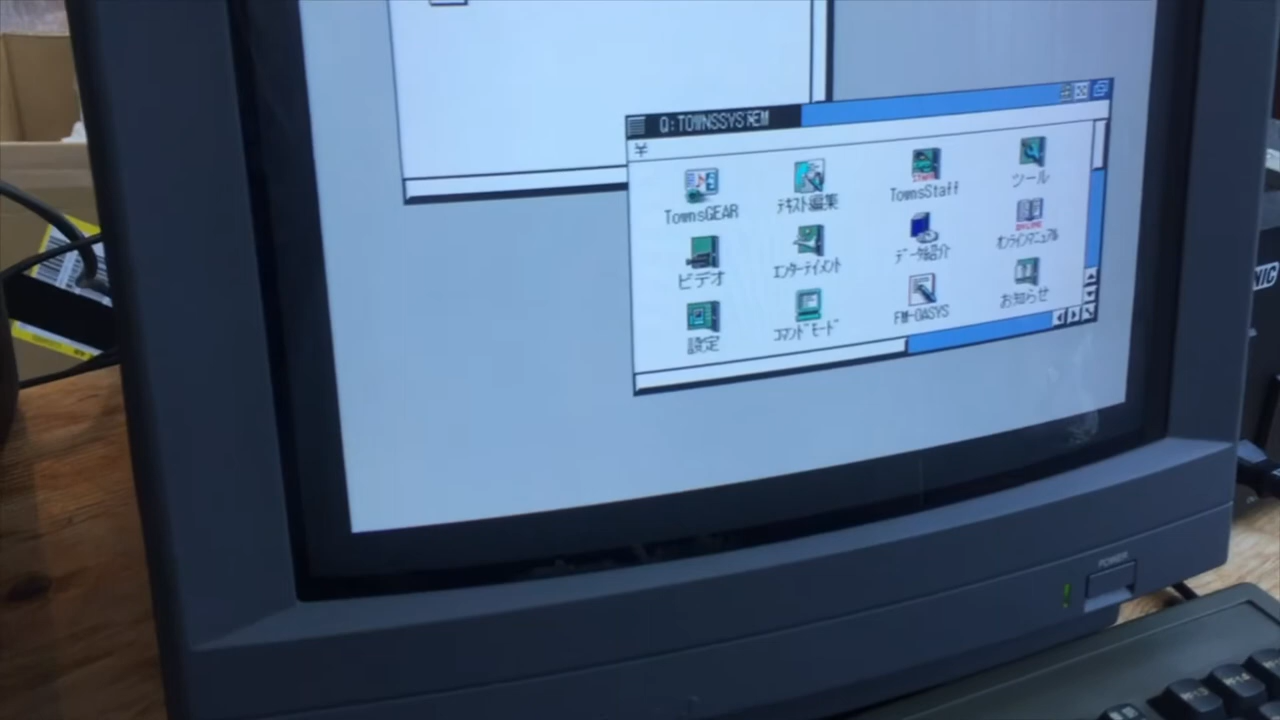 Q:TOWNSSYSTEM
¥
TownsGEAR
テキスト編集
TownsStaff
ツール
ビデオ
エンターテイメント
データ紹介
オンラインマニュアル
設定
コマンドモード
FM-OASYS
お知らせ
POWER
NIC